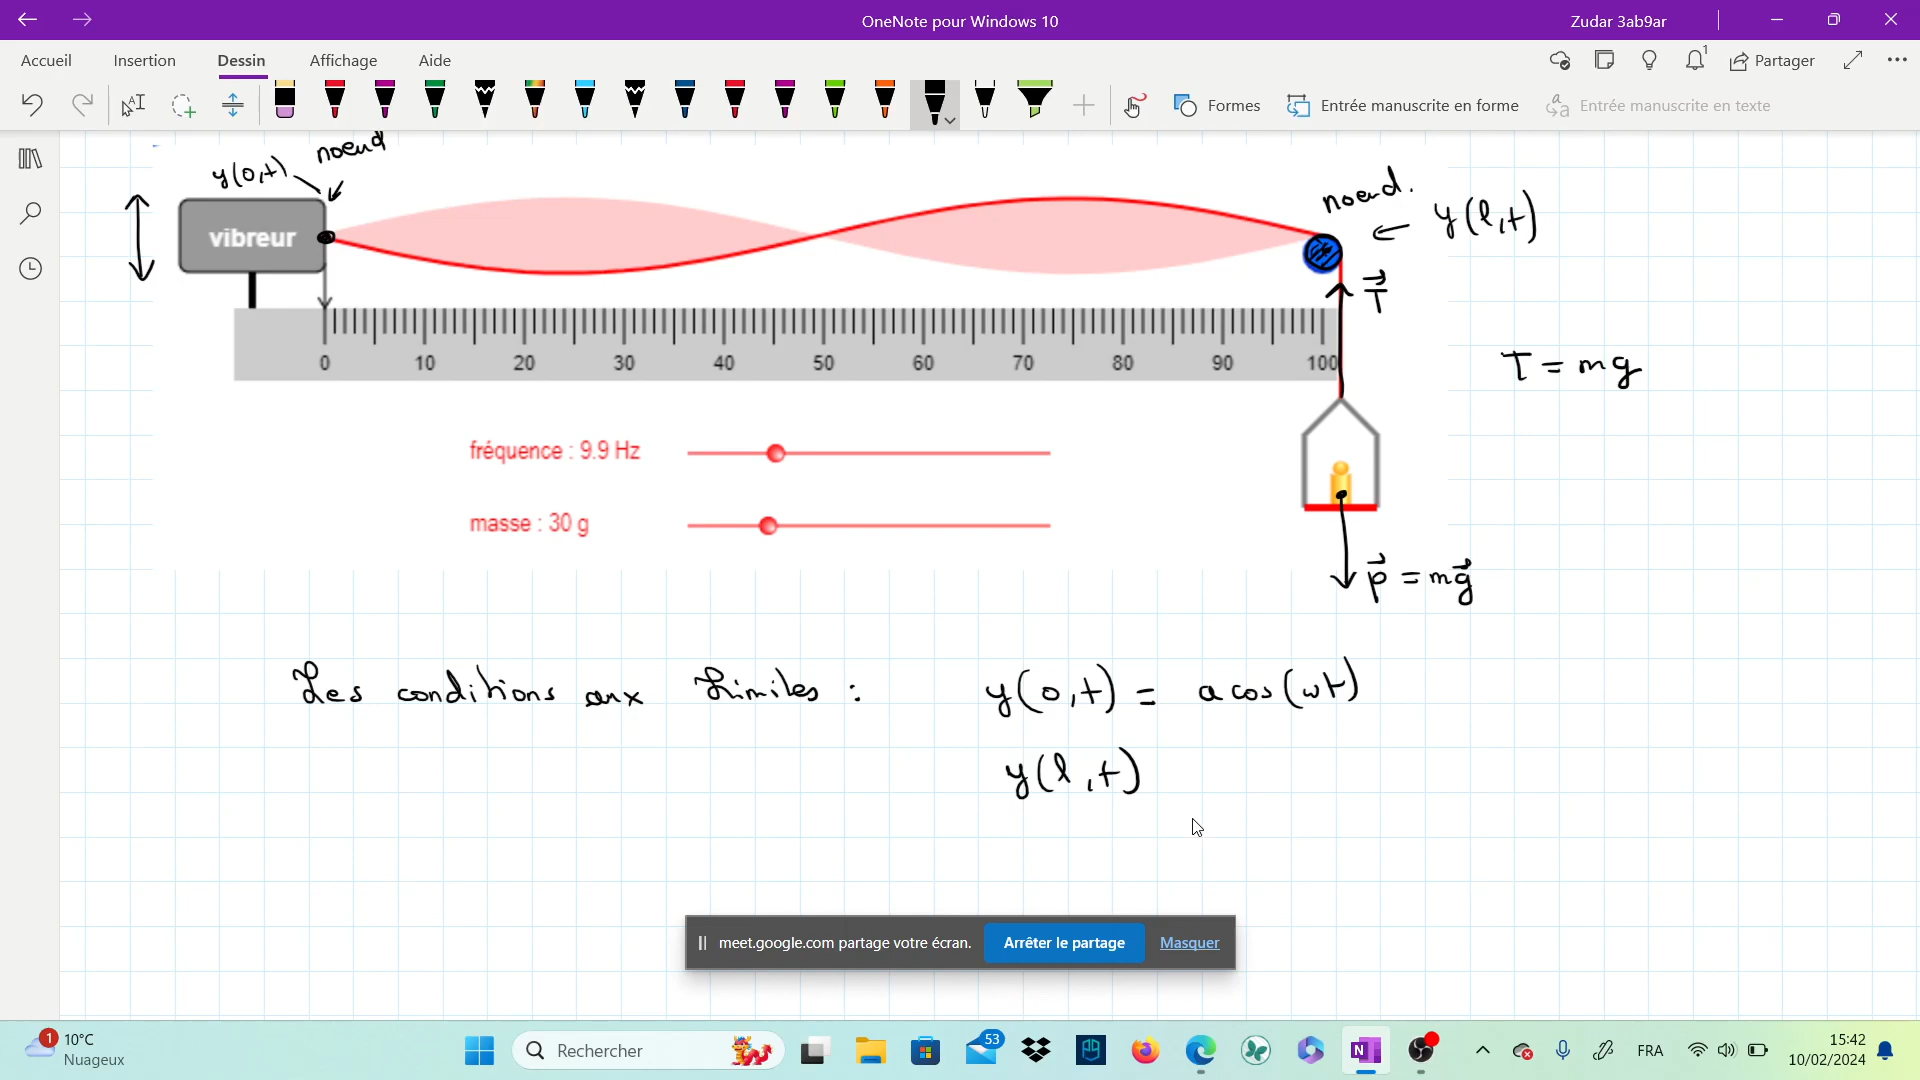 OneNote pour Windows 10
Zudar 3ab9ar
Accueil Insertion Dessin Affichage Aide
1
Partager
Formes
Entrée manuscrite en forme
Entrée manuscrite en texte
y(0,t) noeud
vibreur
noeud.
y(l,t)
T
0 10 20 30 40 50 60 70 80 90 100
T = mg
fréquence : 9.9 Hz
masse : 30 g
p = mg
Les conditions aux Limites : y(0,t) = a cos(wt)
y(l,t)
meet.google.com partage votre écran.
Arrêter le partage
Masquer
1
10°C
Nuageux
Rechercher
53
N
FRA
15:42
10/02/2024